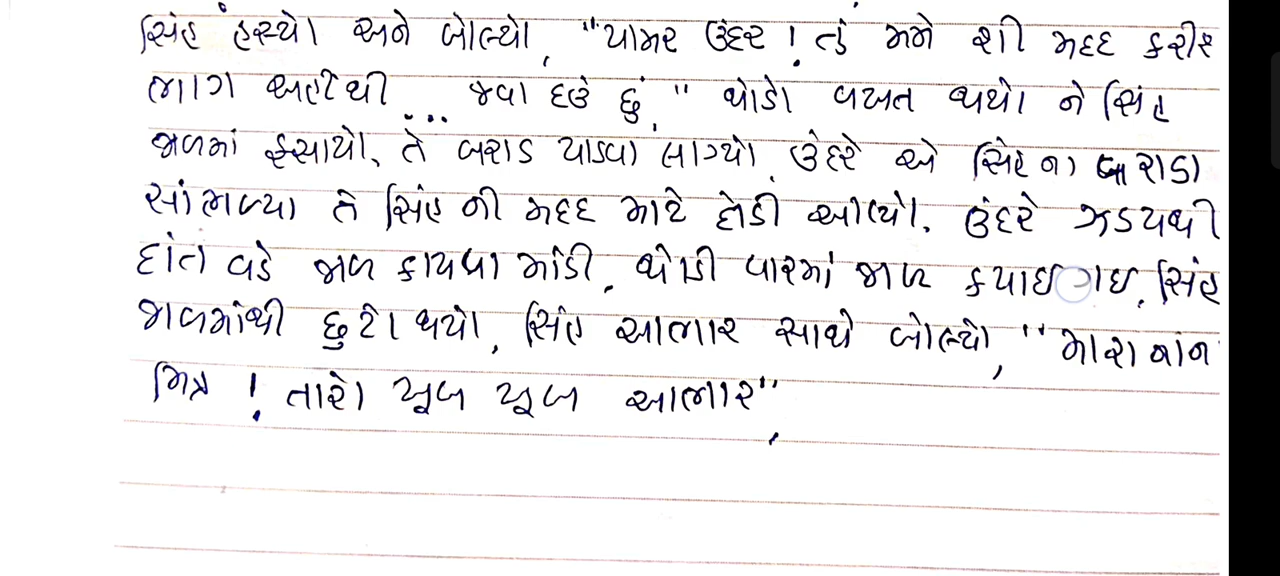 સિંહ હંસ્યો અને બોલ્યો, "પામર ઉંદર ! તું મને શી મદદ કરીશ
ભાગ અહીંથી ... જવા દઉં છું" થોડો વખત થયો ને સિંહ
જાળમાં ફસાયો, તે બરાડ પાડવા લાગ્યો. ઉંદરે એ સિંહના બરાડા
સાંભળ્યા તે સિંહની મદદ માટે દોડી આવ્યો. ઉંદરે ઝડપથી
દાંત વડે જાળ કાપવા માંડી. થોડી વારમાં જાળ કપાઇ ગઇ. સિંહ
જાળમાંથી છુટો થયો, સિંહ આભાર સાથે બોલ્યો, "મારા નાના
મિત્ર ! તારો ખૂબ ખૂબ આભાર".